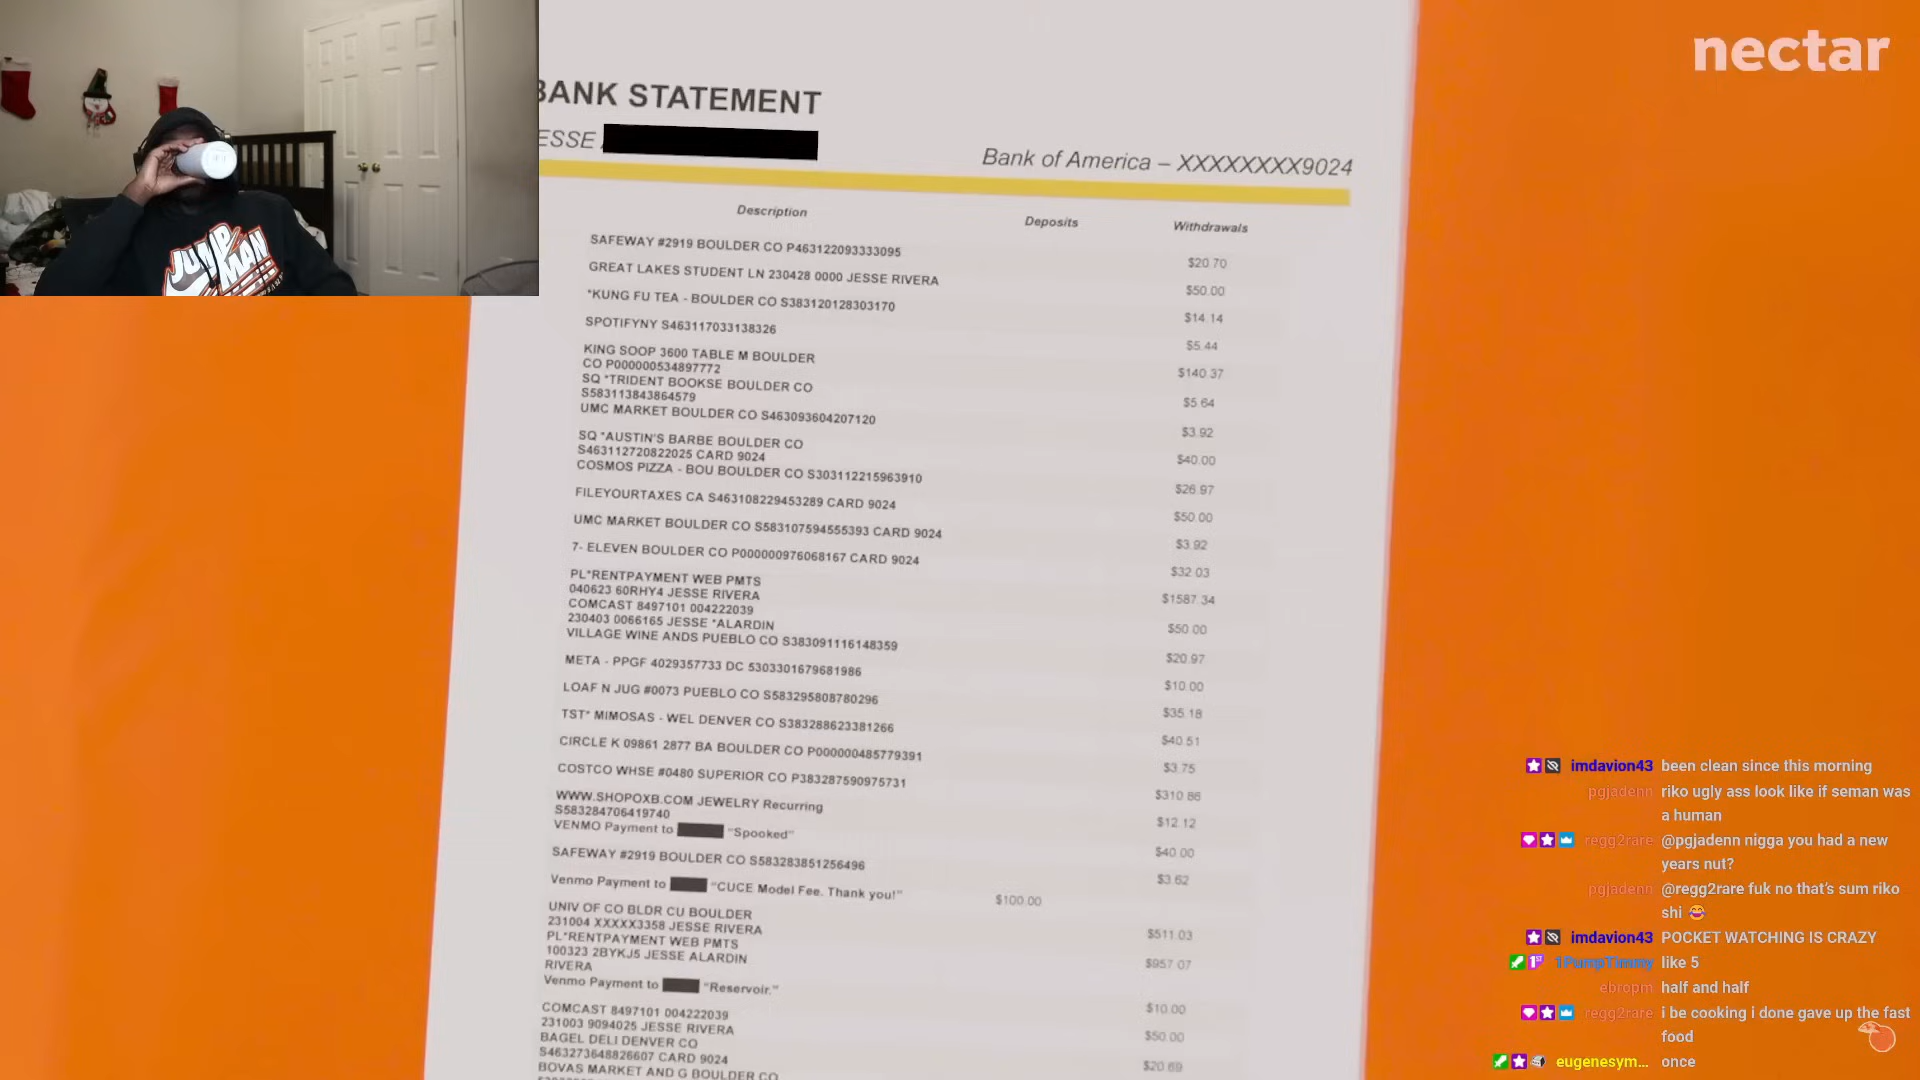 nectar
BANK STATEMENT
ESSE
Bank of America – XXXXXXXX9024
Description Deposits Withdrawals
SAFEWAY #2919 BOULDER CO P463122093333095 $20.70
GREAT LAKES STUDENT LN 230428 0000 JESSE RIVERA $50.00
*KUNG FU TEA - BOULDER CO S383120128303170 $14.14
SPOTIFYNY S463117033138326 $5.44
KING SOOP 3600 TABLE M BOULDER
CO P000000534897772 $140.37
SQ *TRIDENT BOOKSE BOULDER CO
S583113843864579 $5.64
UMC MARKET BOULDER CO S463093604207120 $3.92
SQ *AUSTIN'S BARBE BOULDER CO
S463112720822025 CARD 9024 $40.00
COSMOS PIZZA - BOU BOULDER CO S303112215963910 $26.97
FILEYOURTAXES CA S463108229453289 CARD 9024 $50.00
UMC MARKET BOULDER CO S583107594555393 CARD 9024 $3.92
7- ELEVEN BOULDER CO P000000976068167 CARD 9024 $32.03
PL*RENTPAYMENT WEB PMTS
040623 60RHY4 JESSE RIVERA $1587.34
COMCAST 8497101 004222039
230403 0066165 JESSE *ALARDIN $50.00
VILLAGE WINE ANDS PUEBLO CO S383091116148359 $20.97
META - PPGF 4029357733 DC 5303301679681986 $10.00
LOAF N JUG #0073 PUEBLO CO S583295808780296 $35.18
TST* MIMOSAS - WEL DENVER CO S383288623381266 $40.51
CIRCLE K 09861 2877 BA BOULDER CO P000000485779391 $3.75
COSTCO WHSE #0480 SUPERIOR CO P383287590975731 $310.86
WWW.SHOPOXB.COM JEWELRY Recurring
S583284706419740 $12.12
VENMO Payment to "Spooked" $40.00
SAFEWAY #2919 BOULDER CO S583283851256496 $3.62
Venmo Payment to "CUCE Model Fee. Thank you!" $100.00
UNIV OF CO BLDR CU BOULDER
231004 XXXXX3358 JESSE RIVERA $511.03
PL*RENTPAYMENT WEB PMTS
100323 2BYKJ5 JESSE ALARDIN
RIVERA $957.07
Venmo Payment to "Reservoir." $10.00
COMCAST 8497101 004222039
231003 9094025 JESSE RIVERA $50.00
BAGEL DELI DENVER CO
S463273648826607 CARD 9024 $20.69
BOVAS MARKET AND G BOULDER CO
JUMPMAN
imdavion43 been clean since this morning
pgjadenn riko ugly ass look like if seman was
a human
regg2rare @pgjadenn nigga you had a new
years nut?
pgjadenn @regg2rare fuk no that's sum riko
shi 😂
imdavion43 POCKET WATCHING IS CRAZY
1PumpTimmy like 5
ebropm half and half
regg2rare i be cooking i done gave up the fast
food
eugenesym... once